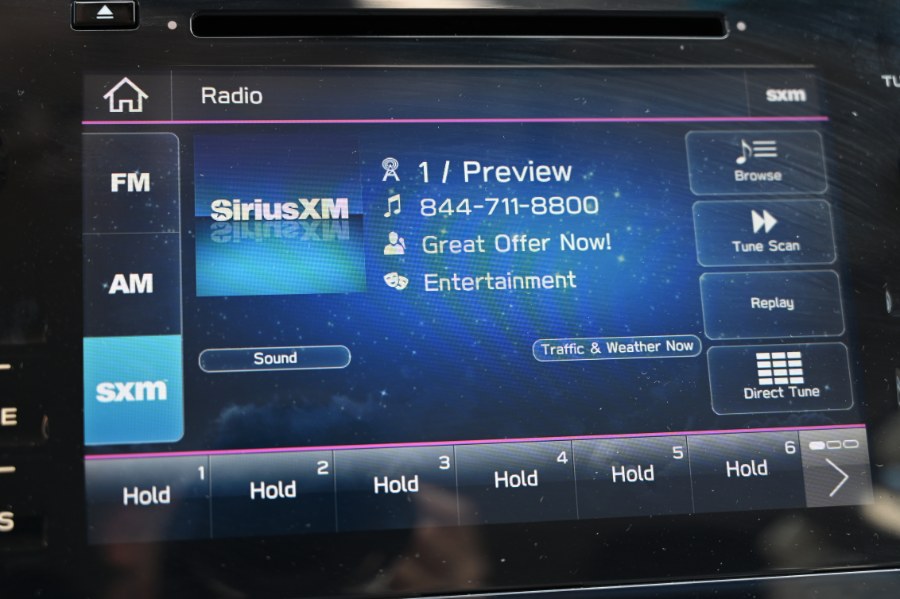 Radio
sxm
TU
FM
AM
sxm
SiriusXM
1 / Preview
844-711-8800
Great Offer Now!
Entertainment
Sound
Traffic & Weather Now
Browse
Tune Scan
Replay
Direct Tune
E
S
1
Hold
2
Hold
3
Hold
4
Hold
5
Hold
6
Hold